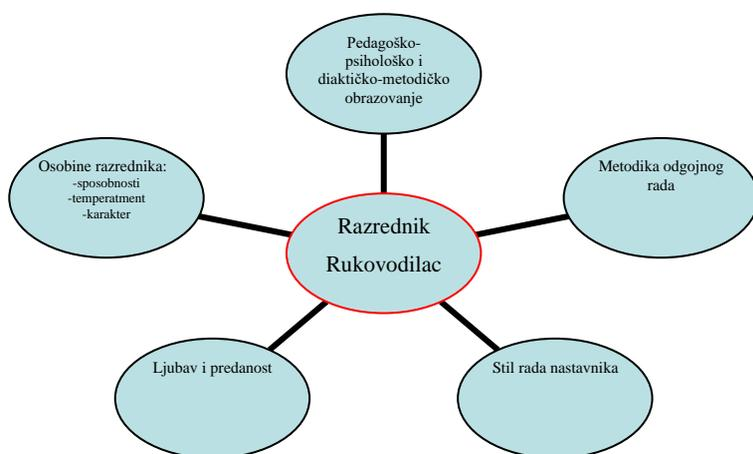 Pedagoško-
psihološko i
diaktičko-metodičko
obrazovanje
Osobine razrednika:
-sposobnosti
-temperatment
-karakter
Metodika odgojnog
rada
Razrednik
Rukovodilac
Ljubav i predanost
Stil rada nastavnika